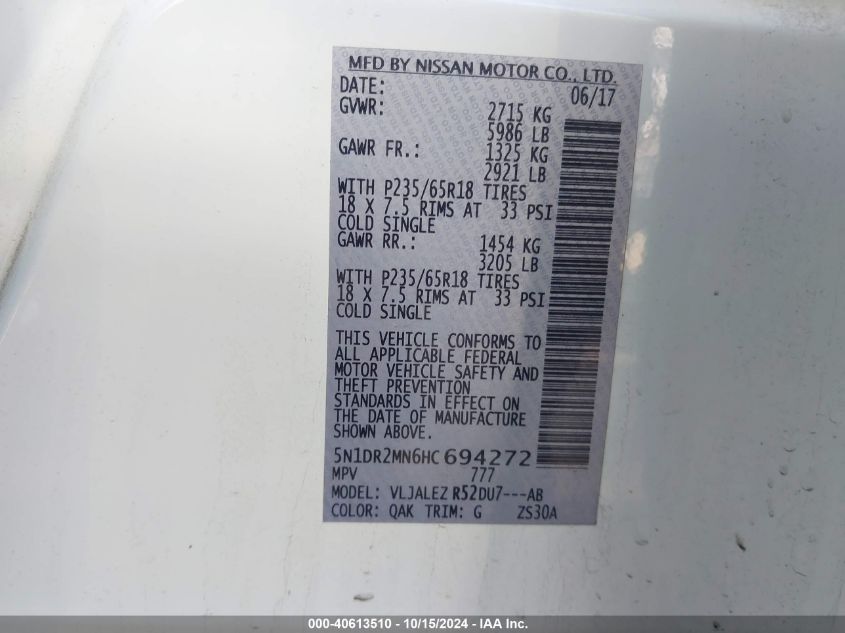 MFD BY NISSAN MOTOR CO., LTD.
DATE: 06/17
GVWR: 2715 KG
5986 LB
GAWR FR.: 1325 KG
2921 LB
WITH P235/65R18 TIRES
18 X 7.5 RIMS AT 33 PSI
COLD SINGLE
GAWR RR.: 1454 KG
3205 LB
WITH P235/65R18 TIRES
18 X 7.5 RIMS AT 33 PSI
COLD SINGLE
THIS VEHICLE CONFORMS TO
ALL APPLICABLE FEDERAL
MOTOR VEHICLE SAFETY AND
THEFT PREVENTION
STANDARDS IN EFFECT ON
THE DATE OF MANUFACTURE
SHOWN ABOVE.
5N1DR2MN6HC694272
MPV 777
MODEL: VLJALEZ R52DU7---AB
COLOR: QAK TRIM: G ZS30A
000-40613510 - 10/15/2024 - IAA Inc.